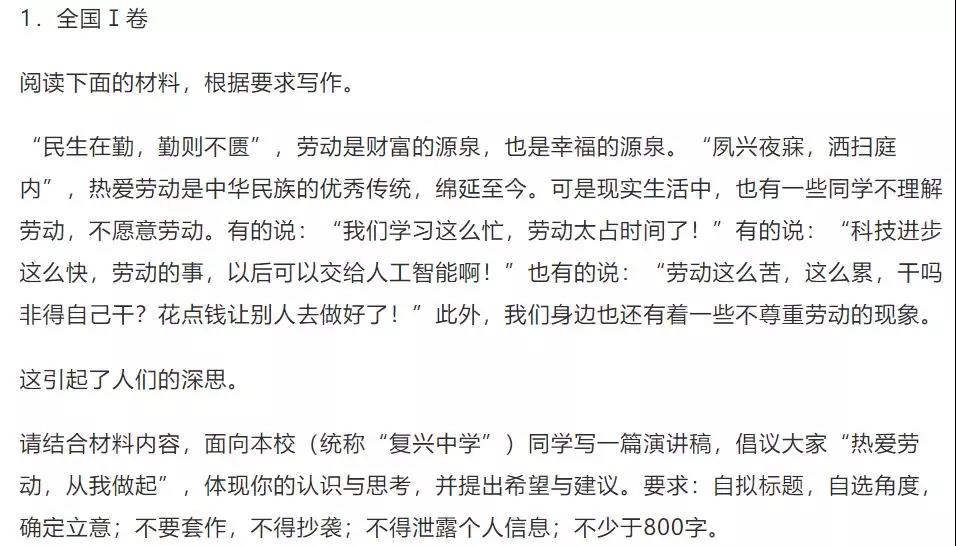 1．全国Ⅰ卷
阅读下面的材料，根据要求写作。
“民生在勤，勤则不匮”，劳动是财富的源泉，也是幸福的源泉。“夙兴夜寐，洒扫庭
内”，热爱劳动是中华民族的优秀传统，绵延至今。可是现实生活中，也有一些同学不理解
劳动，不愿意劳动。有的说：“我们学习这么忙，劳动太占时间了！”有的说：“科技进步
这么快，劳动的事，以后可以交给人工智能啊！”也有的说：“劳动这么苦，这么累，干吗
非得自己干？花点钱让别人去做好了！”此外，我们身边也还有着一些不尊重劳动的现象。
这引起了人们的深思。
请结合材料内容，面向本校（统称“复兴中学”）同学写一篇演讲稿，倡议大家“热爱劳
动，从我做起”，体现你的认识与思考，并提出希望与建议。要求：自拟标题，自选角度，
确定立意；不要套作，不得抄袭；不得泄露个人信息；不少于800字。